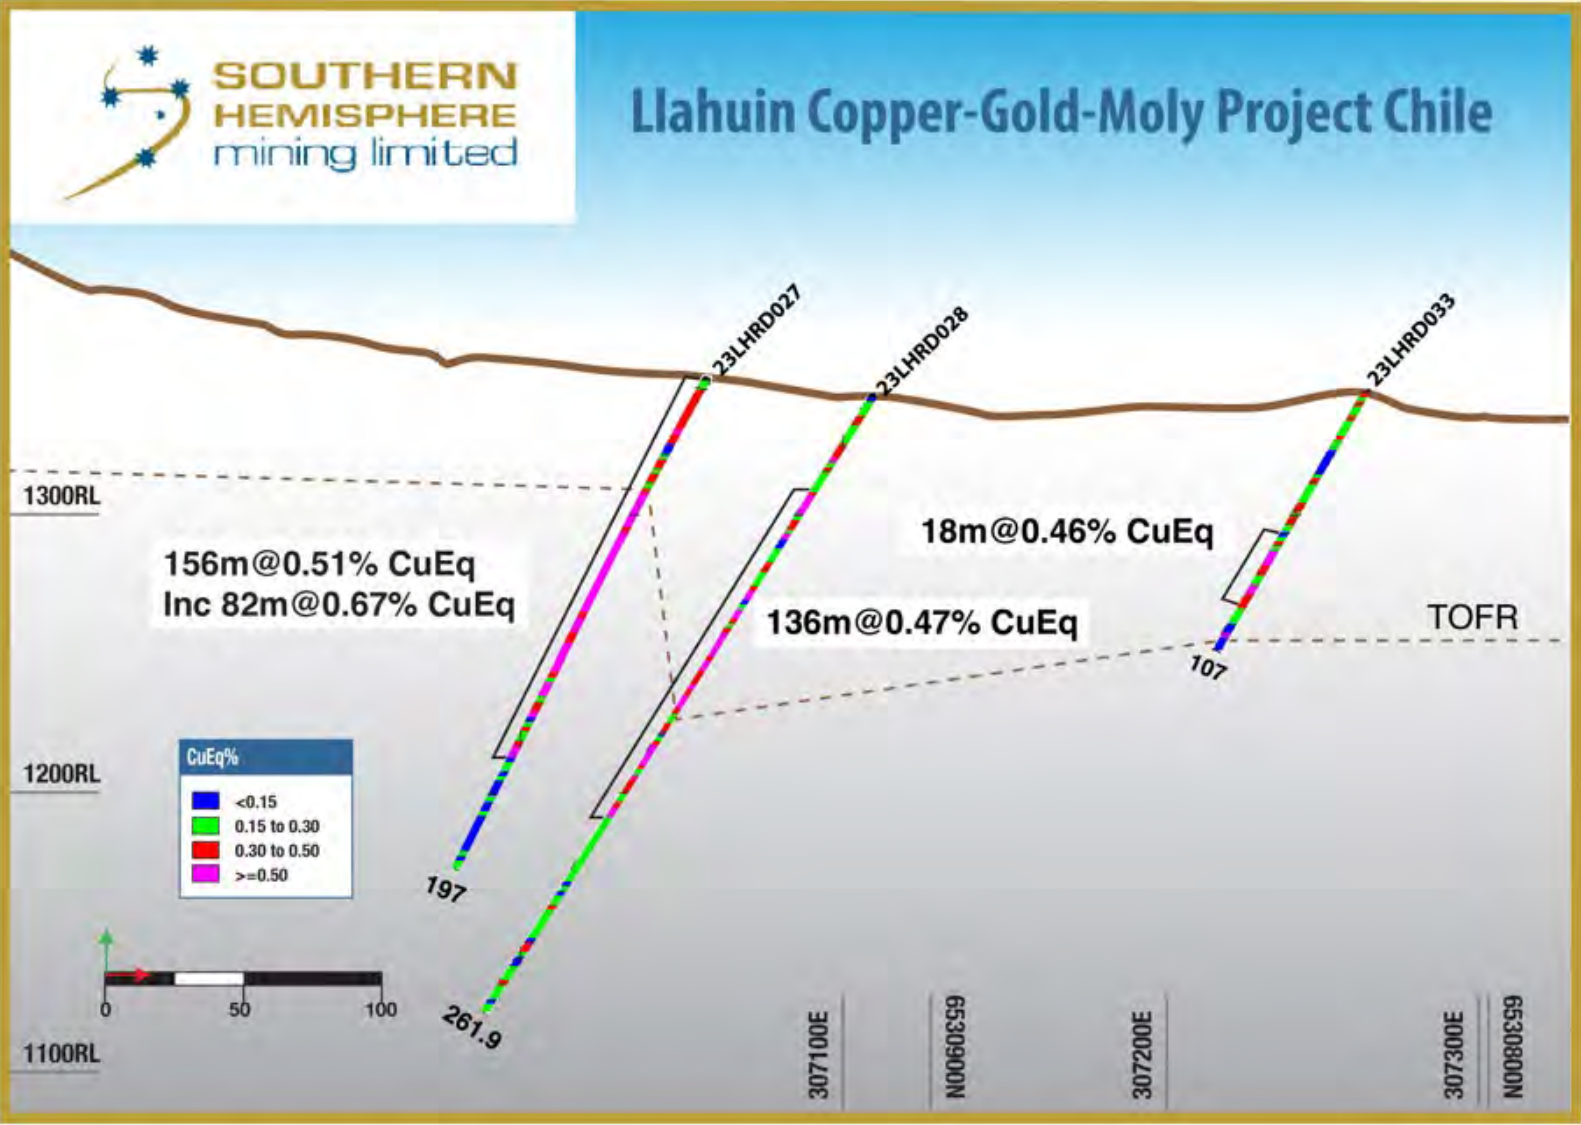 SOUTHERN
HEMISPHERE
mining limited
Llahuin Copper-Gold-Moly Project Chile
23LHRD027
23LHRD028
23LHRD033
1300RL
156m@0.51% CuEq
Inc 82m@0.67% CuEq
18m@0.46% CuEq
136m@0.47% CuEq
TOFR
107
1200RL
CuEq%
<0.15
0.15 to 0.30
0.30 to 0.50
>=0.50
197
261.9
0
50
100
1100RL
307100E
6530900N
307200E
307300E
6530800N